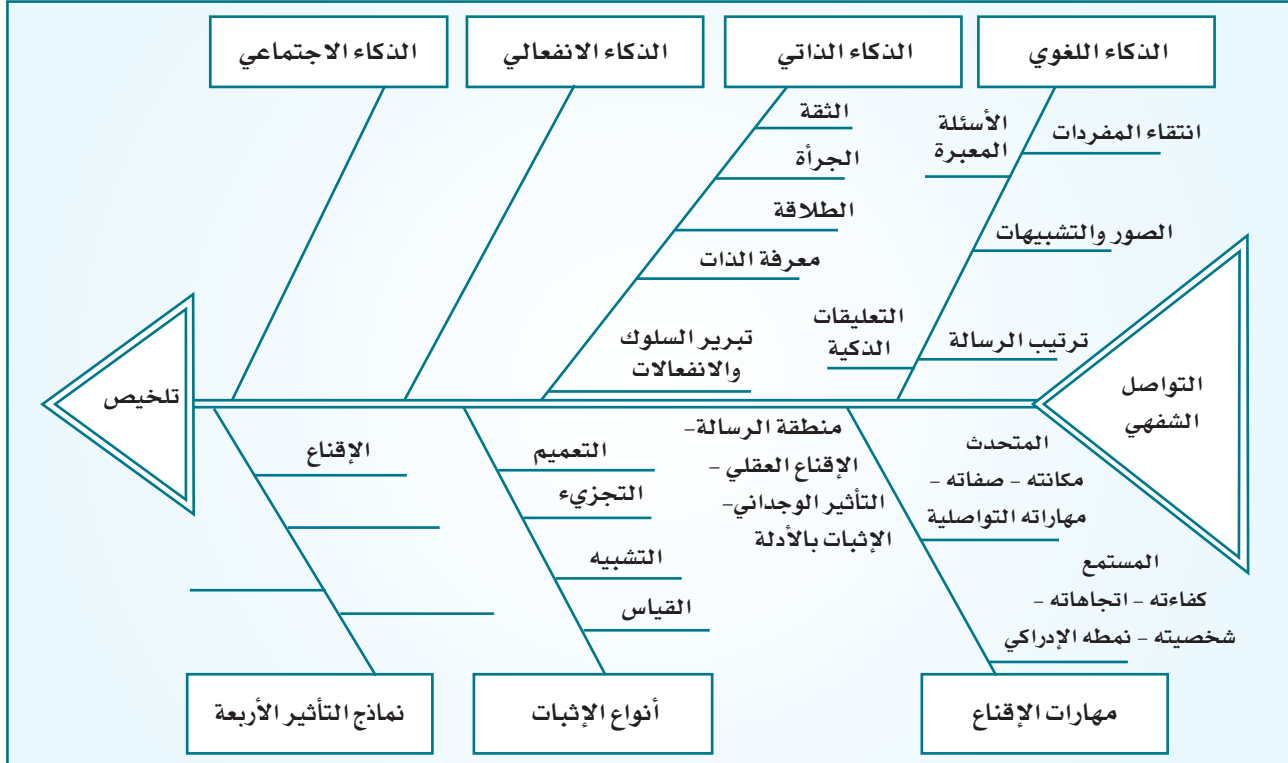 الذكاء اللغوي
الذكاء الذاتي
الذكاء الانفعالي
الذكاء الاجتماعي
انتقاء المفردات
الأسئلة
المعبرة
الصور والتشبيهات
ترتيب الرسالة
التعليقات
الذكية
الثقة
الجرأة
الطلاقة
معرفة الذات
تبرير السلوك
والانفعالات
التواصل
الشفهي
تلخيص
المتحدث
مكانته - صفاته -
مهاراته التواصلية
المستمع
كفاءته - اتجاهاته -
شخصيته - نمطه الإدراكي
منطقة الرسالة-
الإقناع العقلي -
التأثير الوجداني-
الإثبات بالأدلة
التعميم
التجزيء
التشبيه
القياس
الإقناع
مهارات الإقناع
أنواع الإثبات
نماذج التأثير الأربعة